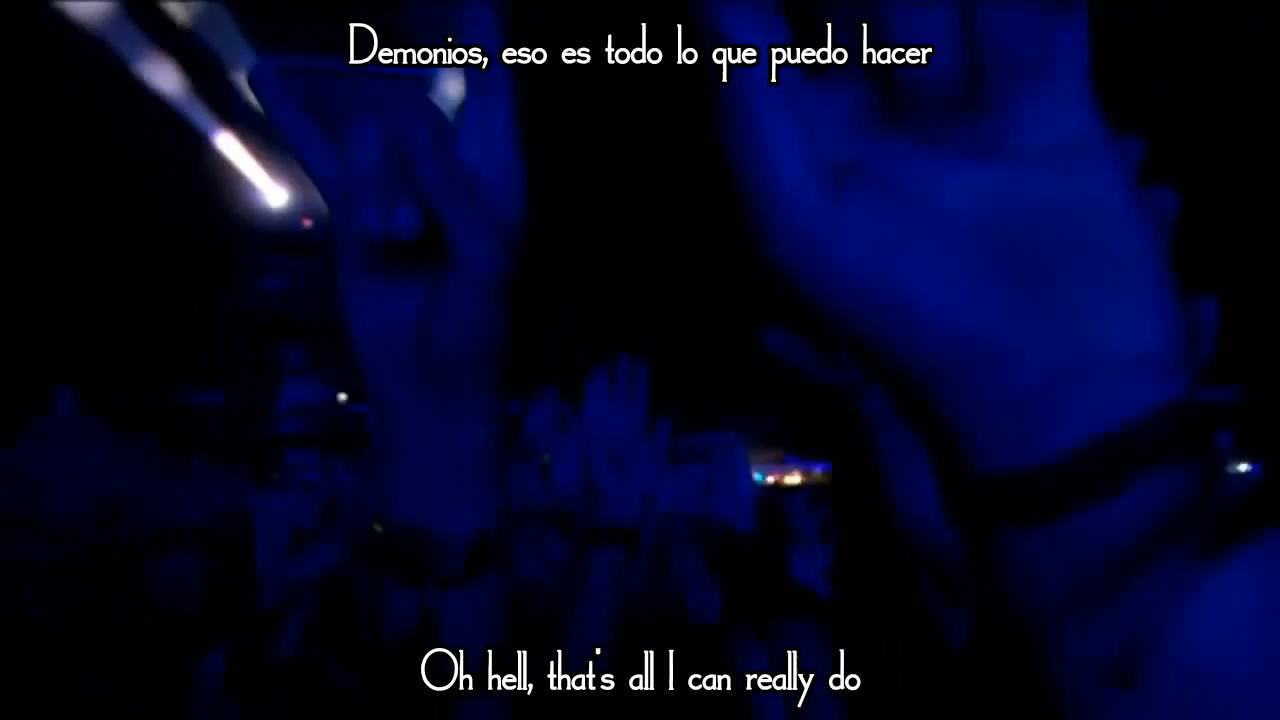 Demonios, eso es todo lo que puedo hacer
Oh hell, that's all I can really do